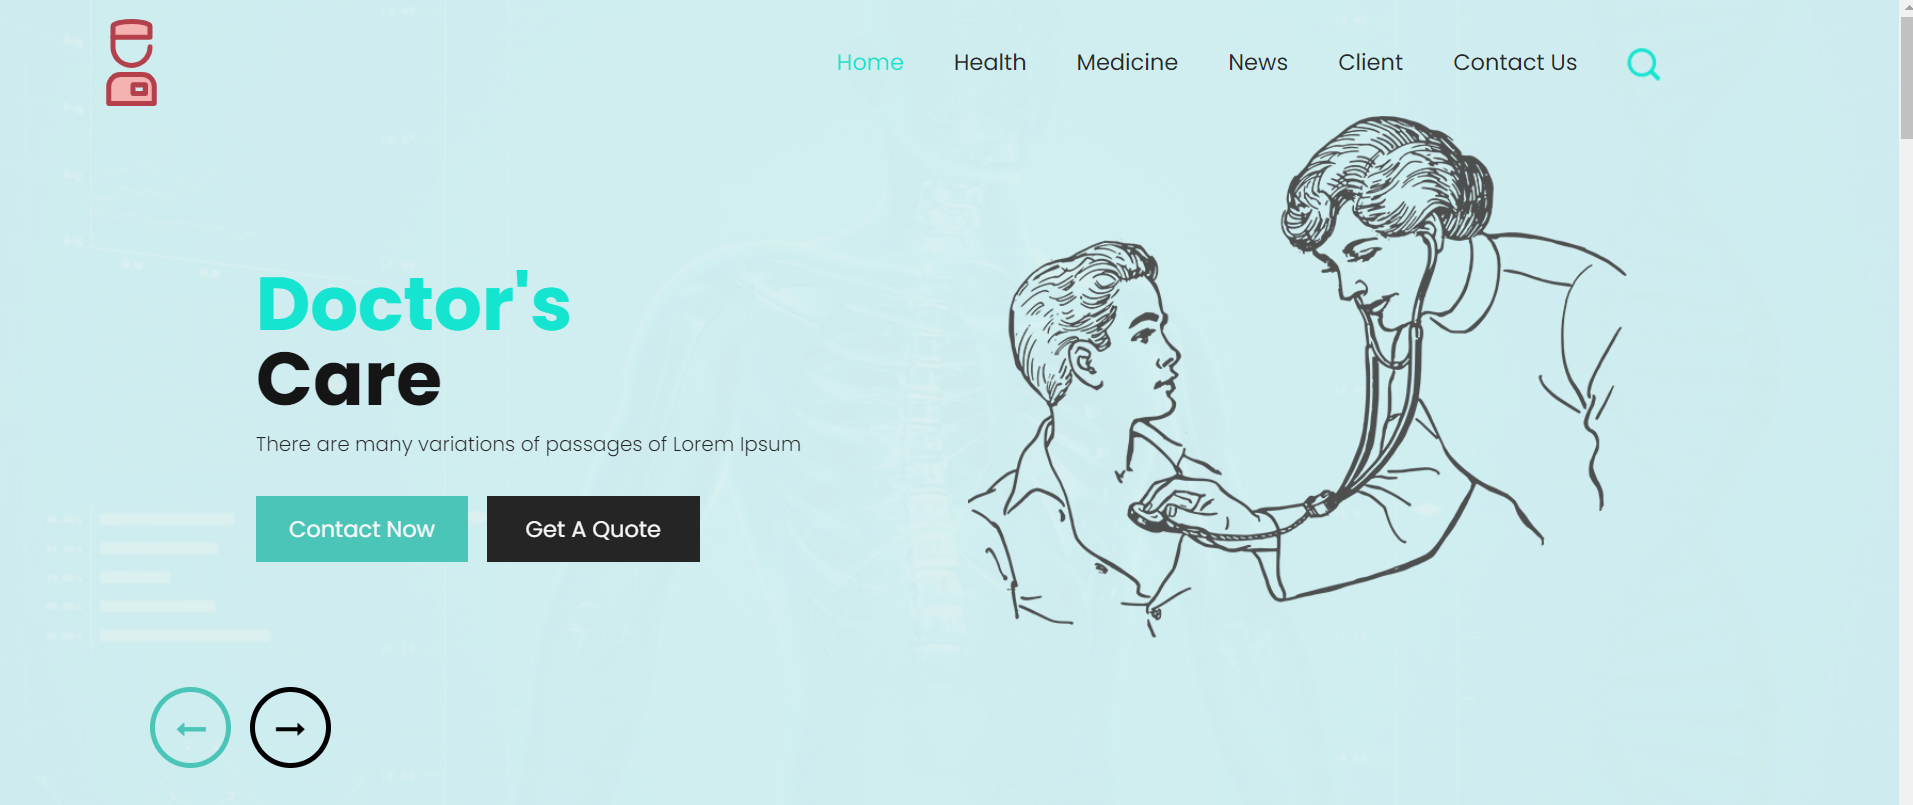 Home Health Medicine News Client Contact Us
Doctor's
Care
There are many variations of passages of Lorem Ipsum
Contact Now Get A Quote